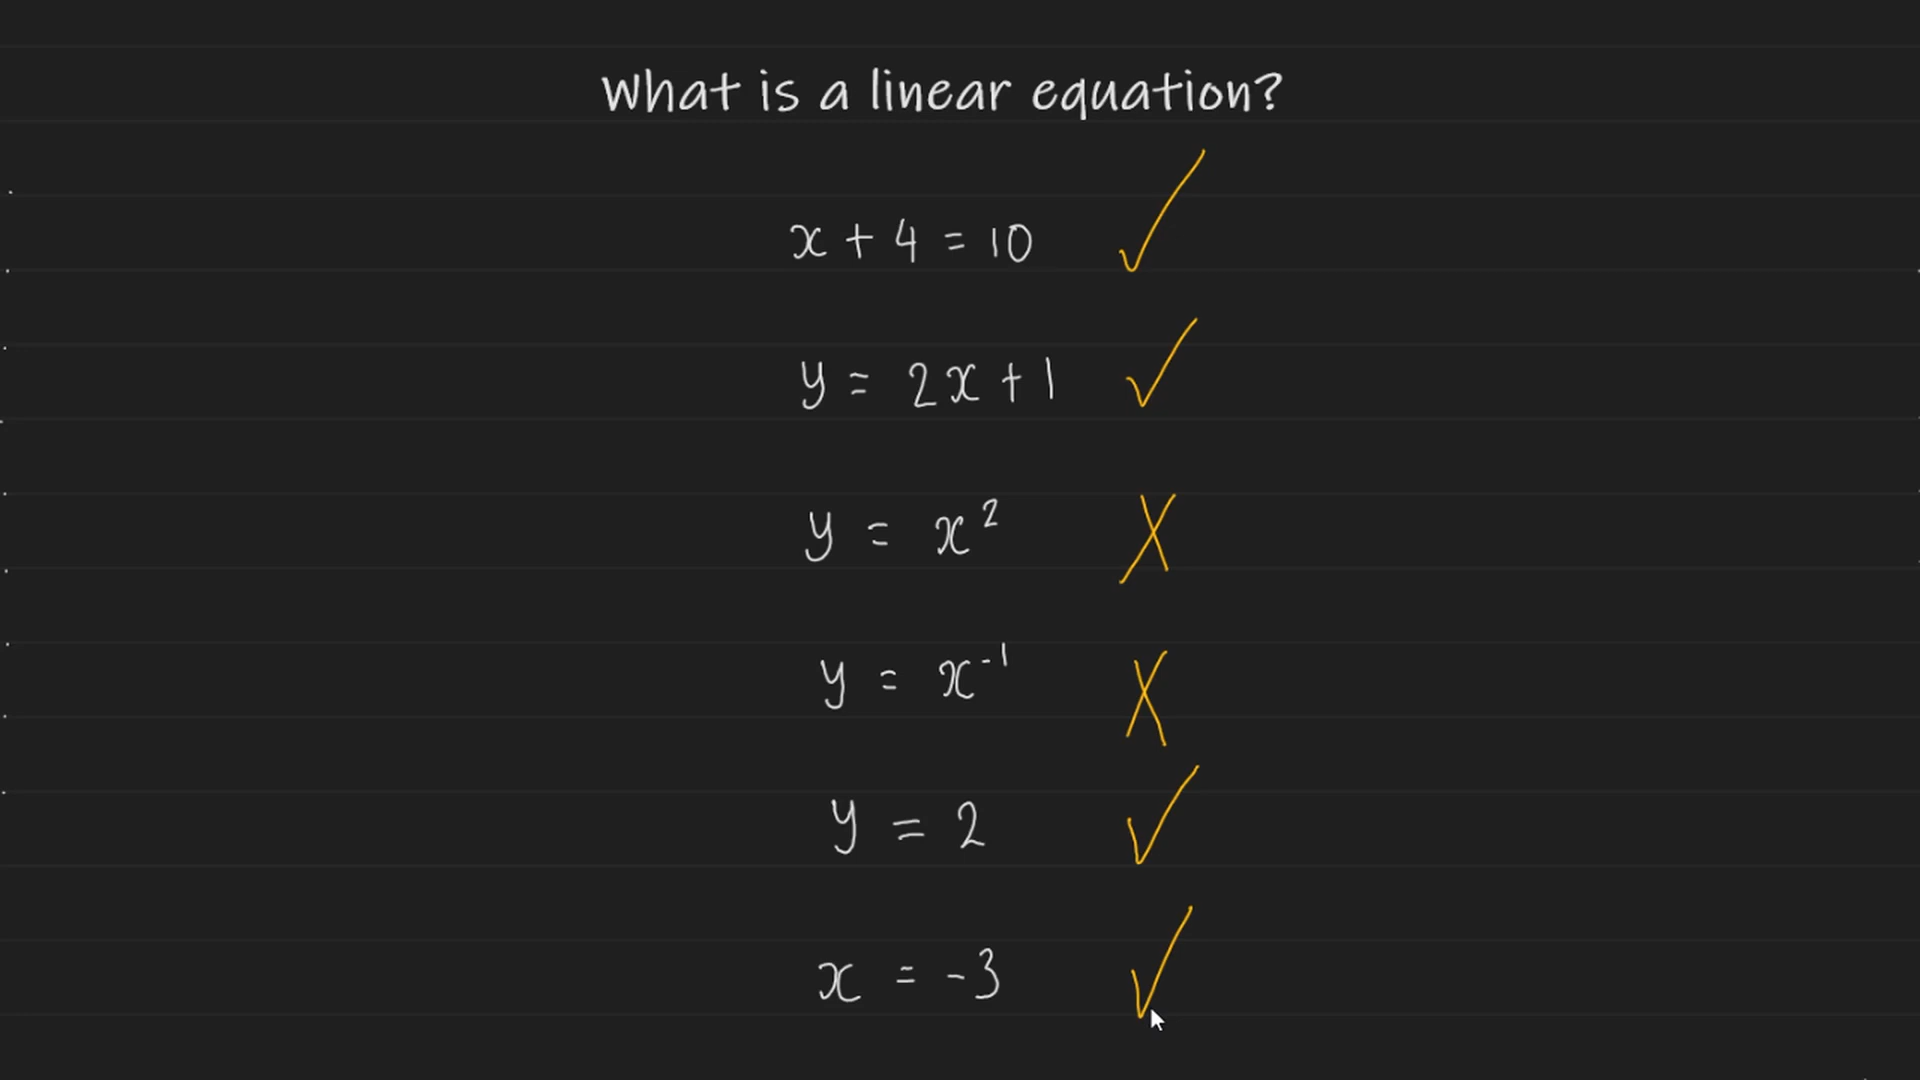 What is a linear equation?
x + 4 = 10 ✓
y = 2x + 1 ✓
y = x² X
y = x⁻¹ X
y = 2 ✓
x = -3 ✓